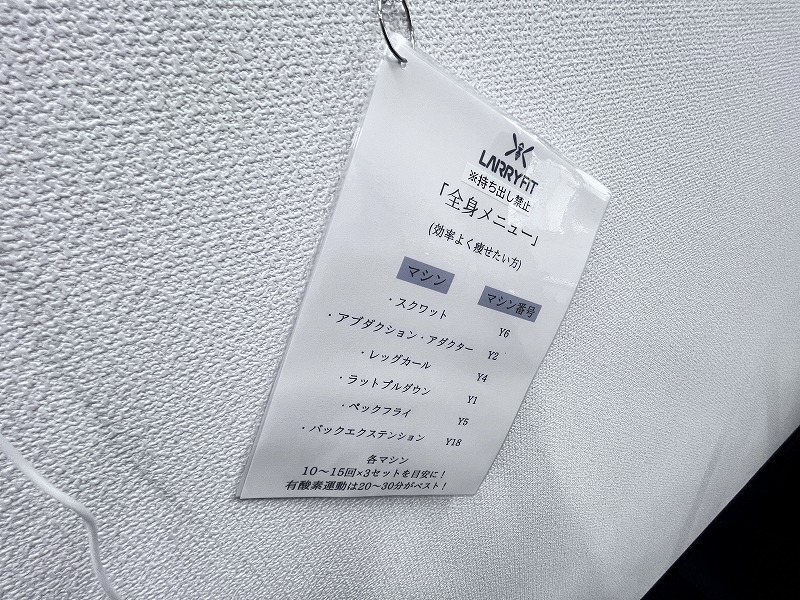 LARRYFIT
※持ち出し禁止
「全身メニュー」
(効率よく痩せたい方)
マシン マシン番号
・スクワット Y6
・アブダクション・アダクター Y2
・レッグカール Y4
・ラットプルダウン Y1
・ペックフライ Y5
・バックエクステンション Y18
各マシン
10～15回×3セットを目安に！
有酸素運動は20～30分がベスト！